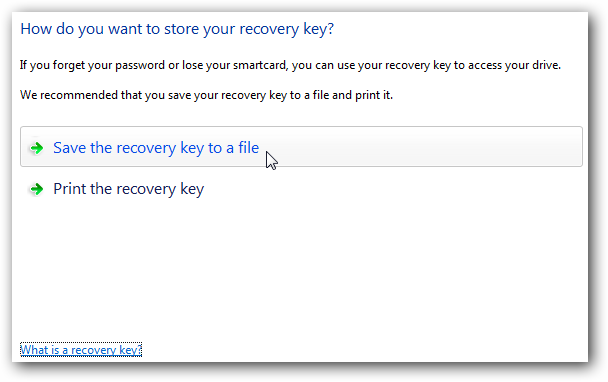 How do you want to store your recovery key?
If you forget your password or lose your smartcard, you can use your recovery key to access your drive.
We recommended that you save your recovery key to a file and print it.
Save the recovery key to a file
Print the recovery key
What is a recovery key?